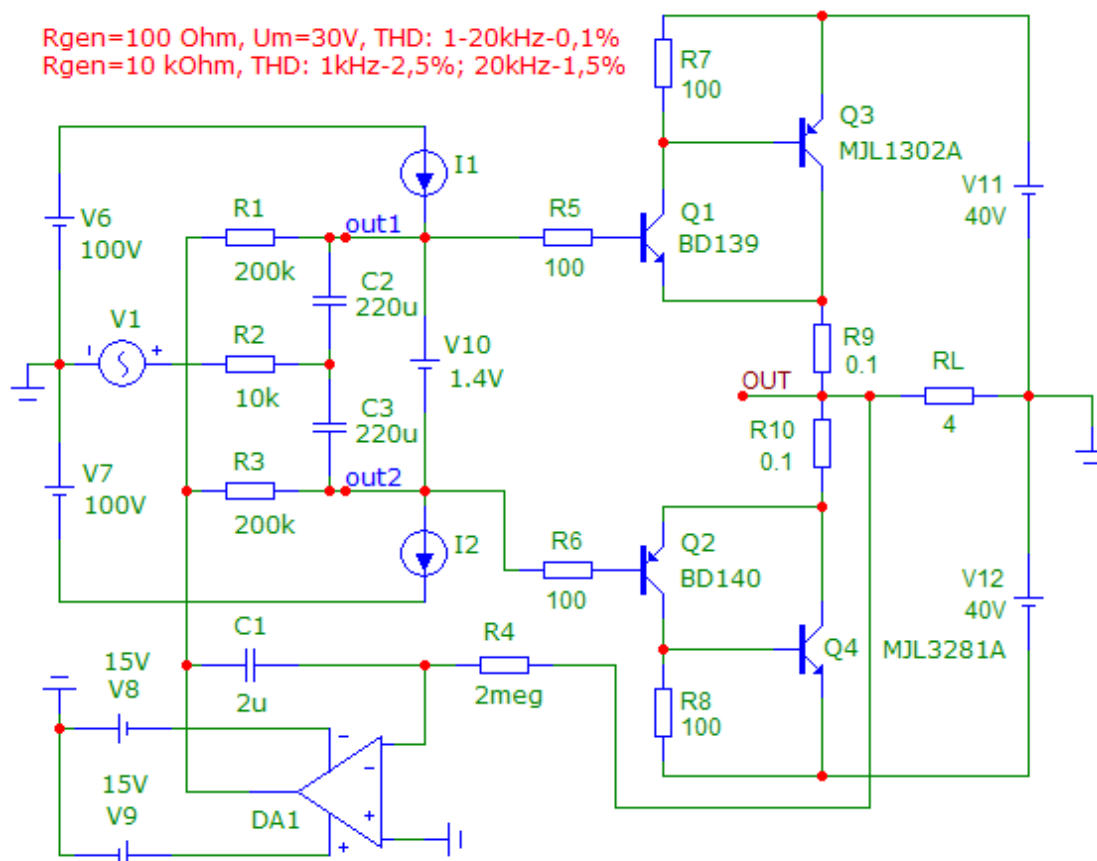 Rgen=100 Ohm, Um=30V, THD: 1-20kHz-0,1%
Rgen=10 kOhm, THD: 1kHz-2,5%; 20kHz-1,5%
R7
100
Q3
MJL1302A
I1
V11
40V
V6
100V
R1
200k
out1
R5
100
Q1
BD139
C2
220u
V1
R2
10k
V10
1.4V
R9
0.1
RL
4
OUT
C3
220u
R10
0.1
V7
100V
R3
200k
out2
I2
R6
100
Q2
BD140
V12
40V
Q4
MJL3281A
C1
2u
R4
2meg
R8
100
15V
V8
15V
V9
DA1